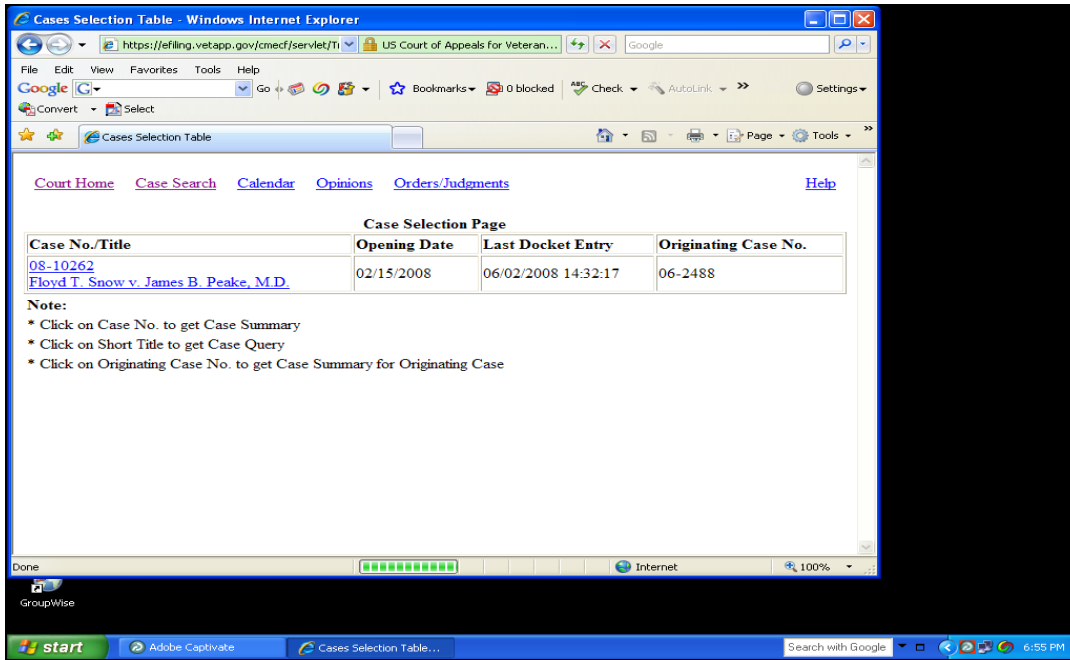 Cases Selection Table - Windows Internet Explorer
https://efiling.vetapp.gov/cmecf/servlet/Tr US Court of Appeals for Veteran... Google
File Edit View Favorites Tools Help
Google G Go Bookmarks 0 blocked ABC Check AutoLink » Settings
Convert Select
Cases Selection Table Page Tools »
Court Home Case Search Calendar Opinions Orders/Judgments Help
Case Selection Page
Case No./Title Opening Date Last Docket Entry Originating Case No.
08-10262
Floyd T. Snow v. James B. Peake, M.D. 02/15/2008 06/02/2008 14:32:17 06-2488
Note:
* Click on Case No. to get Case Summary
* Click on Short Title to get Case Query
* Click on Originating Case No. to get Case Summary for Originating Case
Done Internet 100%
GroupWise
start Adobe Captivate Cases Selection Table... Search with Google 6:55 PM